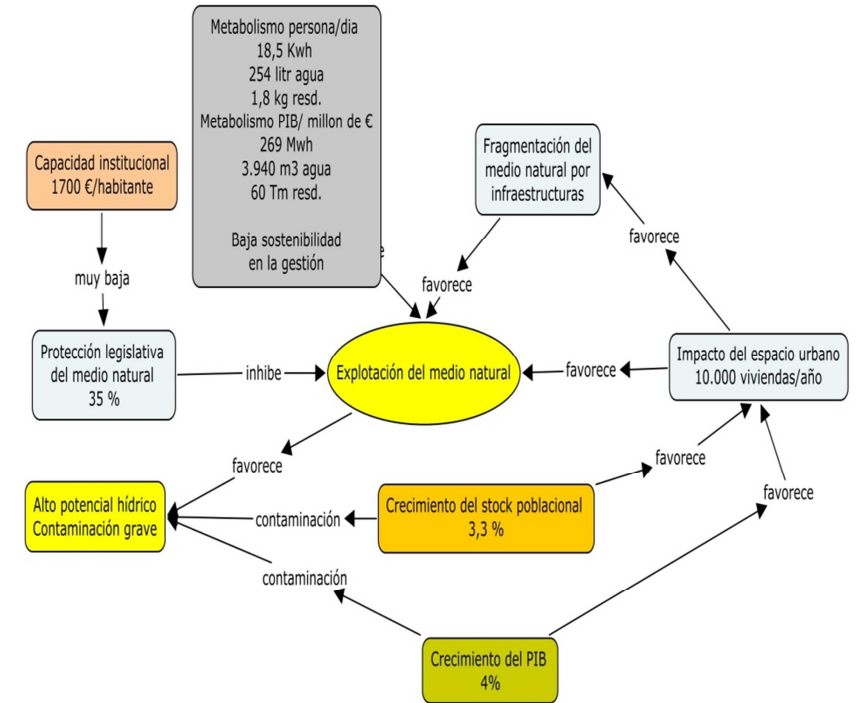 Metabolismo persona/dia
18,5 Kwh
254 litr agua
1,8 kg resd.
Metabolismo PIB/ millon de €
269 Mwh
3.940 m3 agua
60 Tm resd.
Baja sostenibilidad
en la gestión
Capacidad institucional
1700 €/habitante
Fragmentación del
medio natural por
infraestructuras
favorece
muy baja
favorece
Protección legislativa
del medio natural
35 %
inhibe
Explotación del medio natural
favorece
Impacto del espacio urbano
10.000 viviendas/año
favorece
favorece
favorece
Alto potencial hídrico
Contaminación grave
contaminación
Crecimiento del stock poblacional
3,3 %
contaminación
Crecimiento del PIB
4%